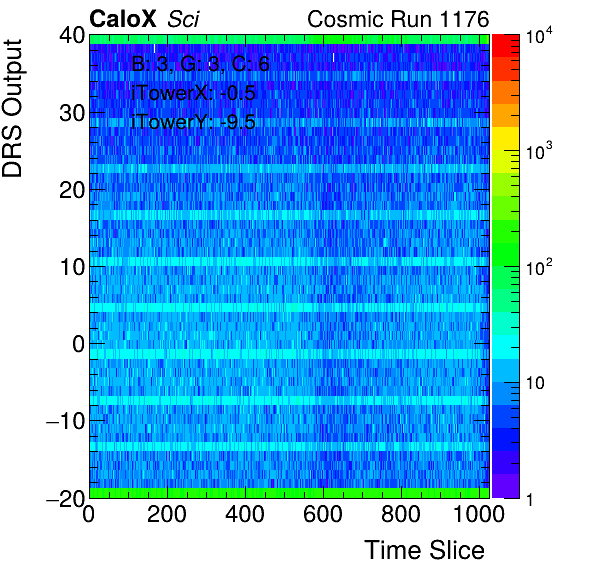 CaloX Sci Cosmic Run 1176
B: 3, G: 3, C: 6
iTowerX: -0.5
iTowerY: -9.5
DRS Output
40
30
20
10
0
−10
−20
0 200 400 600 800 1000
Time Slice
10^4
10^3
10^2
10
1